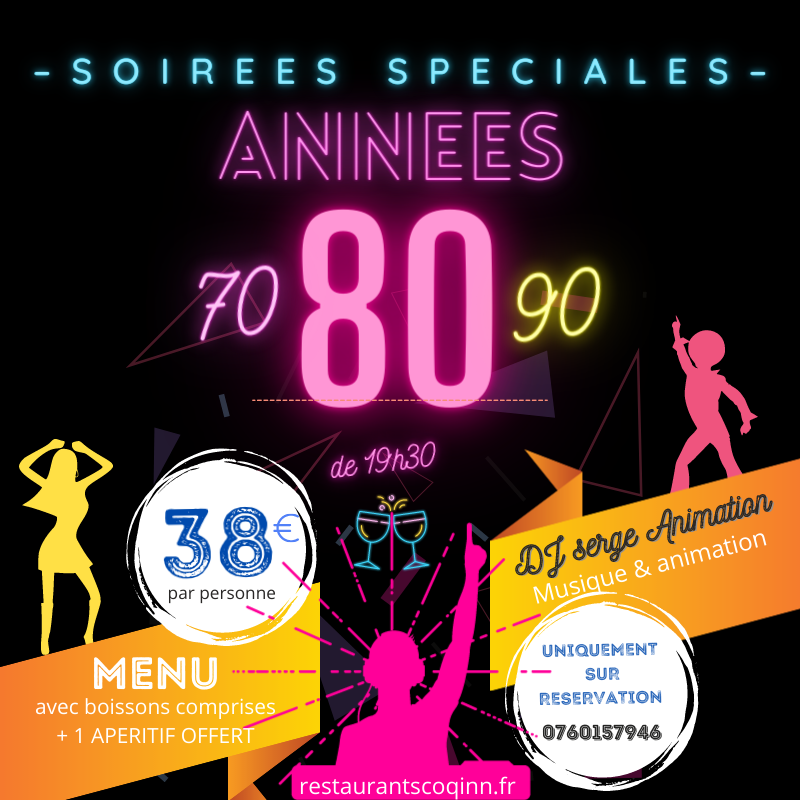 -SOIREES SPECIALES-
ANNEES
70 80 90
de 19h30
38€
par personne
DJ serge Animation
Musique & animation
MENU
avec boissons comprises
+ 1 APERITIF OFFERT
UNIQUEMENT
SUR
RESERVATION
0760157946
restaurantscoqinn.fr